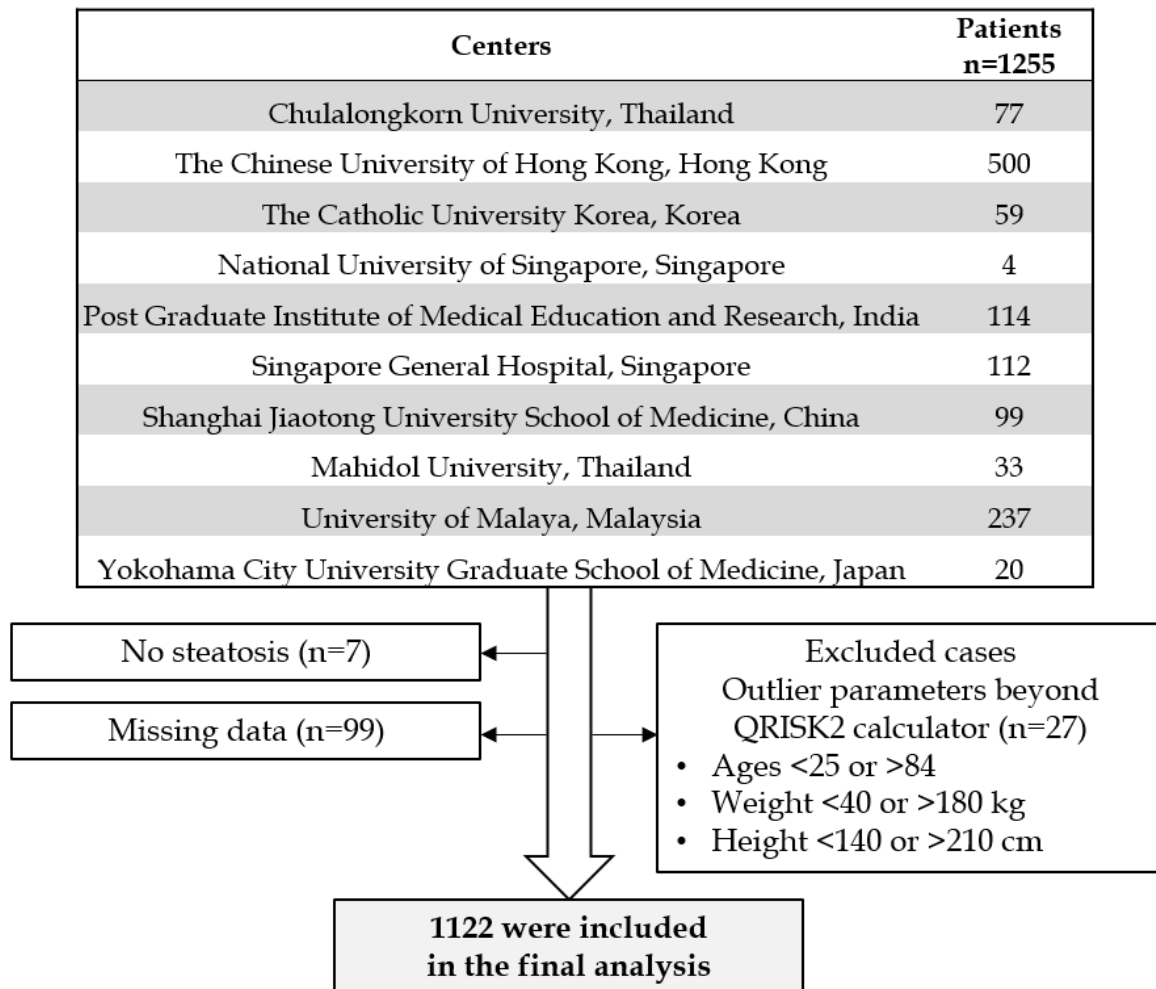 Centers
Patients
n=1255
Chulalongkorn University, Thailand 77
The Chinese University of Hong Kong, Hong Kong 500
The Catholic University Korea, Korea 59
National University of Singapore, Singapore 4
Post Graduate Institute of Medical Education and Research, India 114
Singapore General Hospital, Singapore 112
Shanghai Jiaotong University School of Medicine, China 99
Mahidol University, Thailand 33
University of Malaya, Malaysia 237
Yokohama City University Graduate School of Medicine, Japan 20
No steatosis (n=7)
Missing data (n=99)
Excluded cases
Outlier parameters beyond
QRISK2 calculator (n=27)
• Ages <25 or >84
• Weight <40 or >180 kg
• Height <140 or >210 cm
1122 were included
in the final analysis